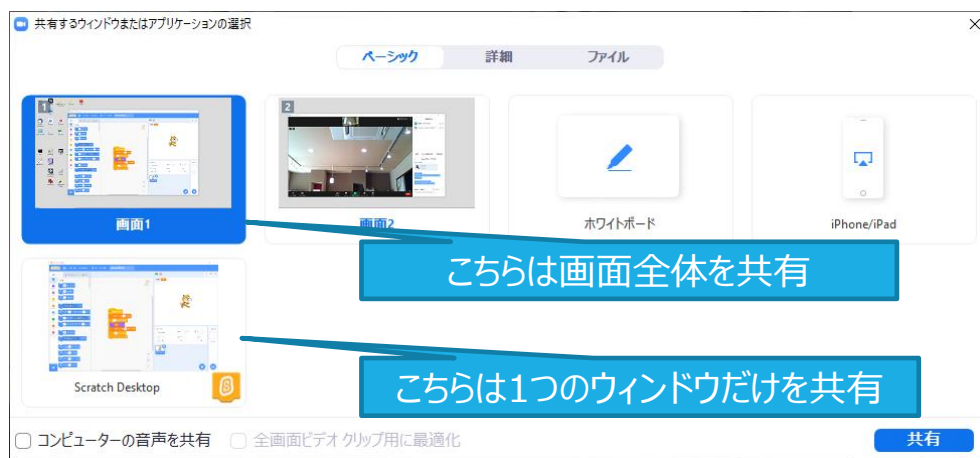 共有するウィンドウまたはアプリケーションの選択
ベーシック 詳細 ファイル
1
2
画面1 画面2 ホワイトボード iPhone/iPad
こちらは画面全体を共有
Scratch Desktop
こちらは1つのウィンドウだけを共有
コンピューターの音声を共有 全画面ビデオ クリップ用に最適化 共有